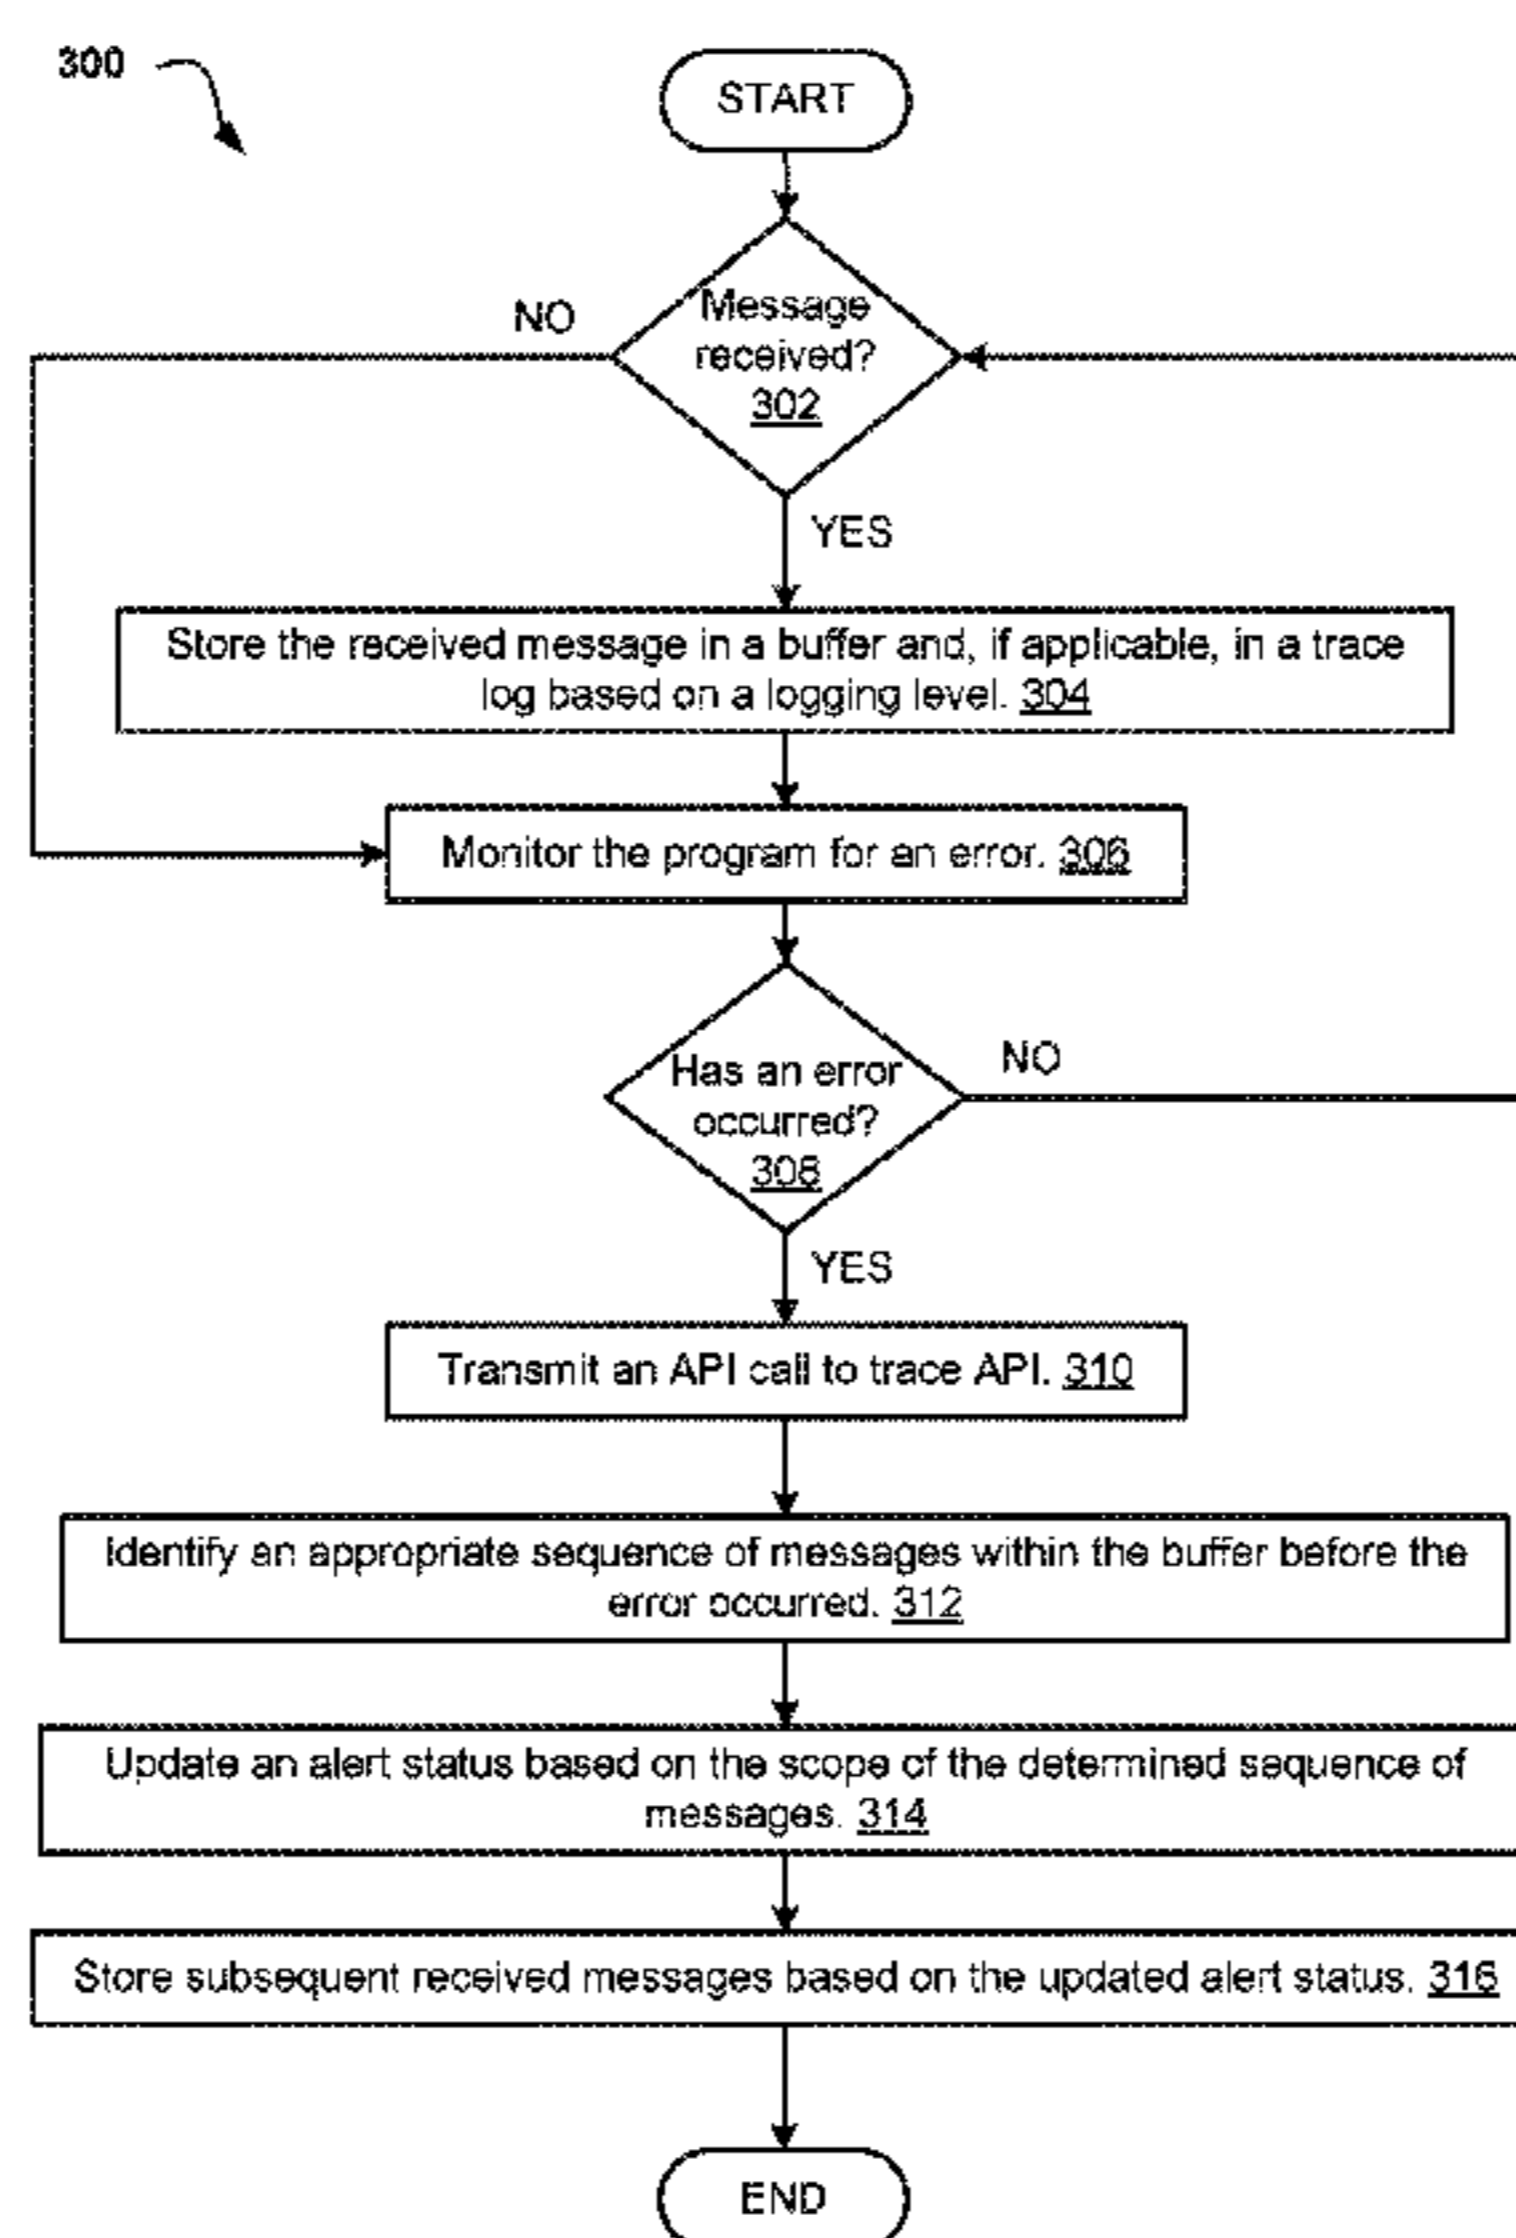 300
START
NO
Message
received?
302
YES
Store the received message in a buffer and, if applicable, in a trace
log based on a logging level. 304
Monitor the program for an error. 306
Has an error
occurred?
308
NO
YES
Transmit an API call to trace API. 310
Identify an appropriate sequence of messages within the buffer before the
error occurred. 312
Update an alert status based on the scope of the determined sequence of
messages. 314
Store subsequent received messages based on the updated alert status. 316
END